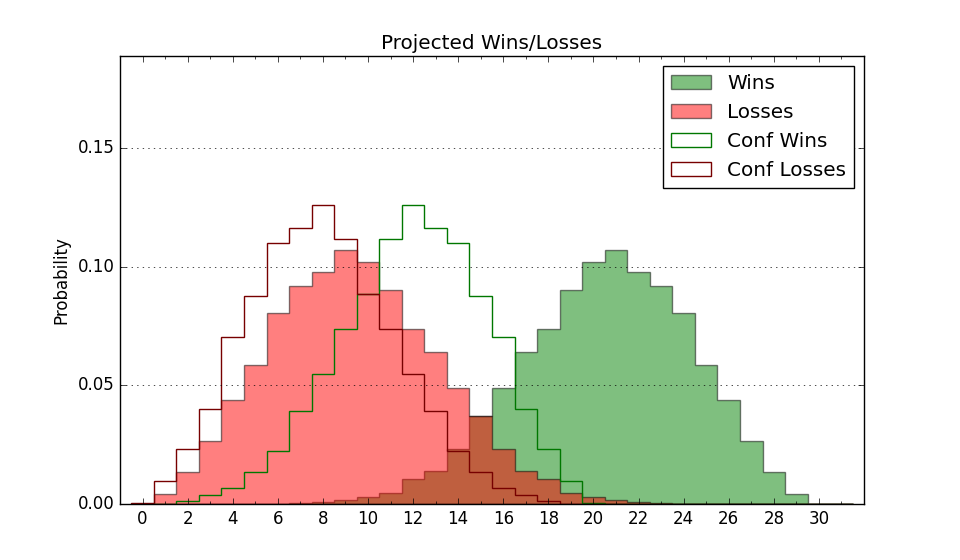 Projected Wins/Losses
Wins
Losses
Conf Wins
Conf Losses
Probability
0.15
0.10
0.05
0.00
0 2 4 6 8 10 12 14 16 18 20 22 24 26 28 30